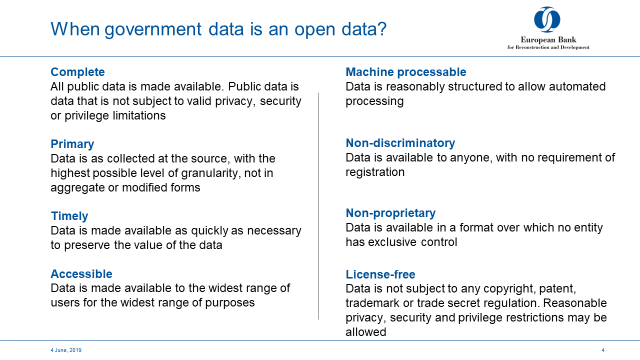 When government data is an open data?
European Bank
for Reconstruction and Development
Complete
All public data is made available. Public data is
data that is not subject to valid privacy, security
or privilege limitations
Primary
Data is as collected at the source, with the
highest possible level of granularity, not in
aggregate or modified forms
Timely
Data is made available as quickly as necessary
to preserve the value of the data
Accessible
Data is made available to the widest range of
users for the widest range of purposes
Machine processable
Data is reasonably structured to allow automated
processing
Non-discriminatory
Data is available to anyone, with no requirement of
registration
Non-proprietary
Data is available in a format over which no entity
has exclusive control
License-free
Data is not subject to any copyright, patent,
trademark or trade secret regulation. Reasonable
privacy, security and privilege restrictions may be
allowed
4 June, 2019
4